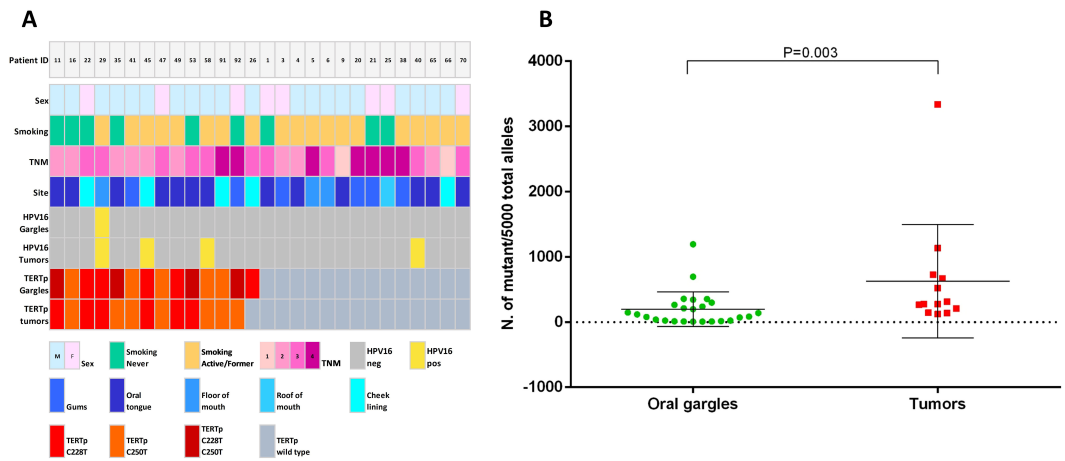 A
Patient ID 11 16 22 29 35 41 45 47 49 53 58 91 92 26 1 3 4 5 6 9 20 21 25 38 40 65 66 70
Sex
Smoking
TNM
Site
HPV16
Gargles
HPV16
Tumors
TERTp
Gargles
TERTp
tumors
M F Sex
Smoking
Never
Smoking
Active/Former
1 2 3 4 TNM
HPV16
neg
HPV16
pos
Gums
Oral
tongue
Floor of
mouth
Roof of
mouth
Cheek
lining
TERTp
C228T
TERTp
C250T
TERTp
C228T
C250T
TERTp
wild type
B
P=0.003
N. of mutant/5000 total alleles
4000
3000
2000
1000
0
-1000
Oral gargles
Tumors